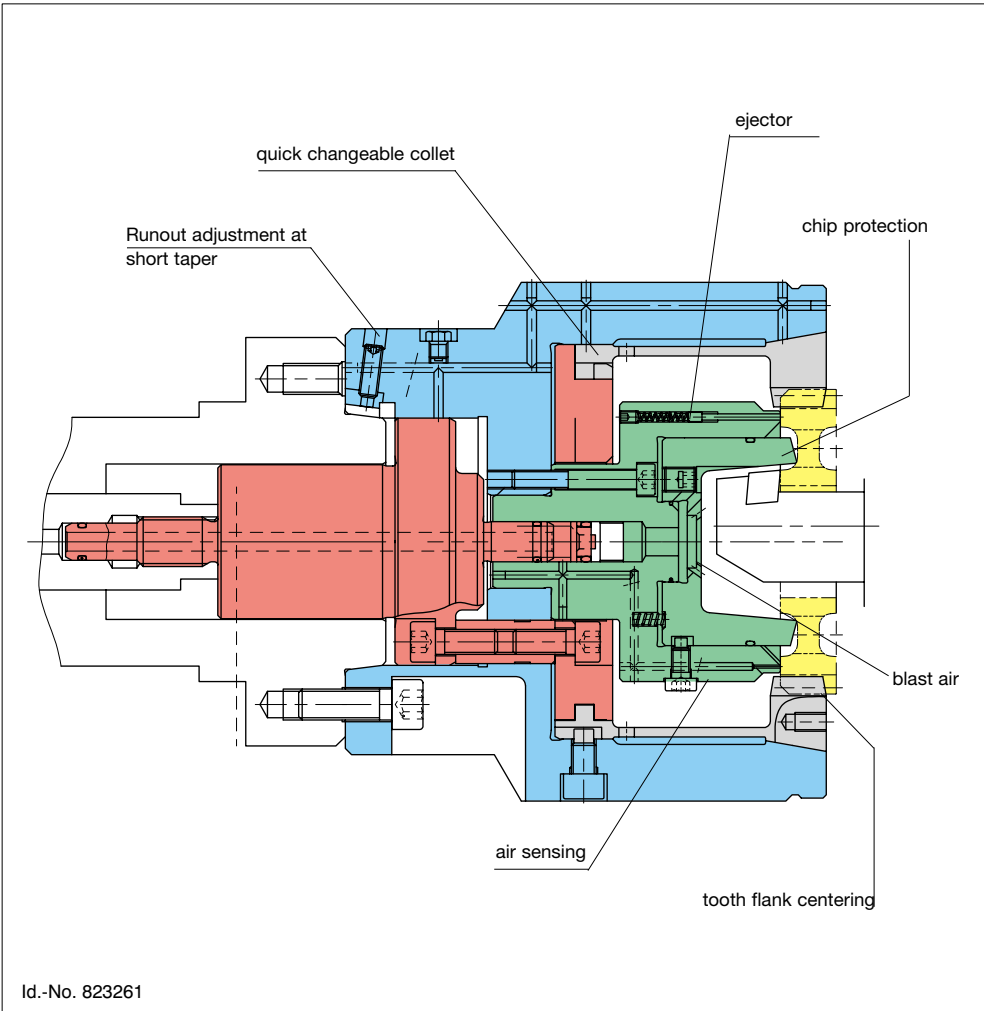 ejector
quick changeable collet
chip protection
Runout adjustment at
short taper
blast air
air sensing
tooth flank centering
Id.-No. 823261